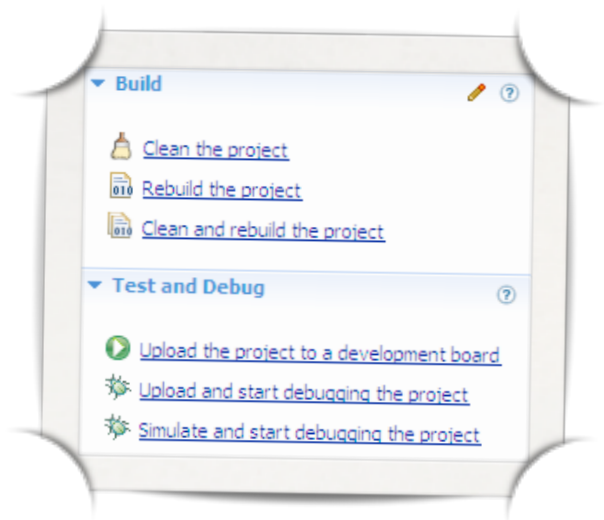 Build
Clean the project
Rebuild the project
Clean and rebuild the project
Test and Debug
Upload the project to a development board
Upload and start debugging the project
Simulate and start debugging the project